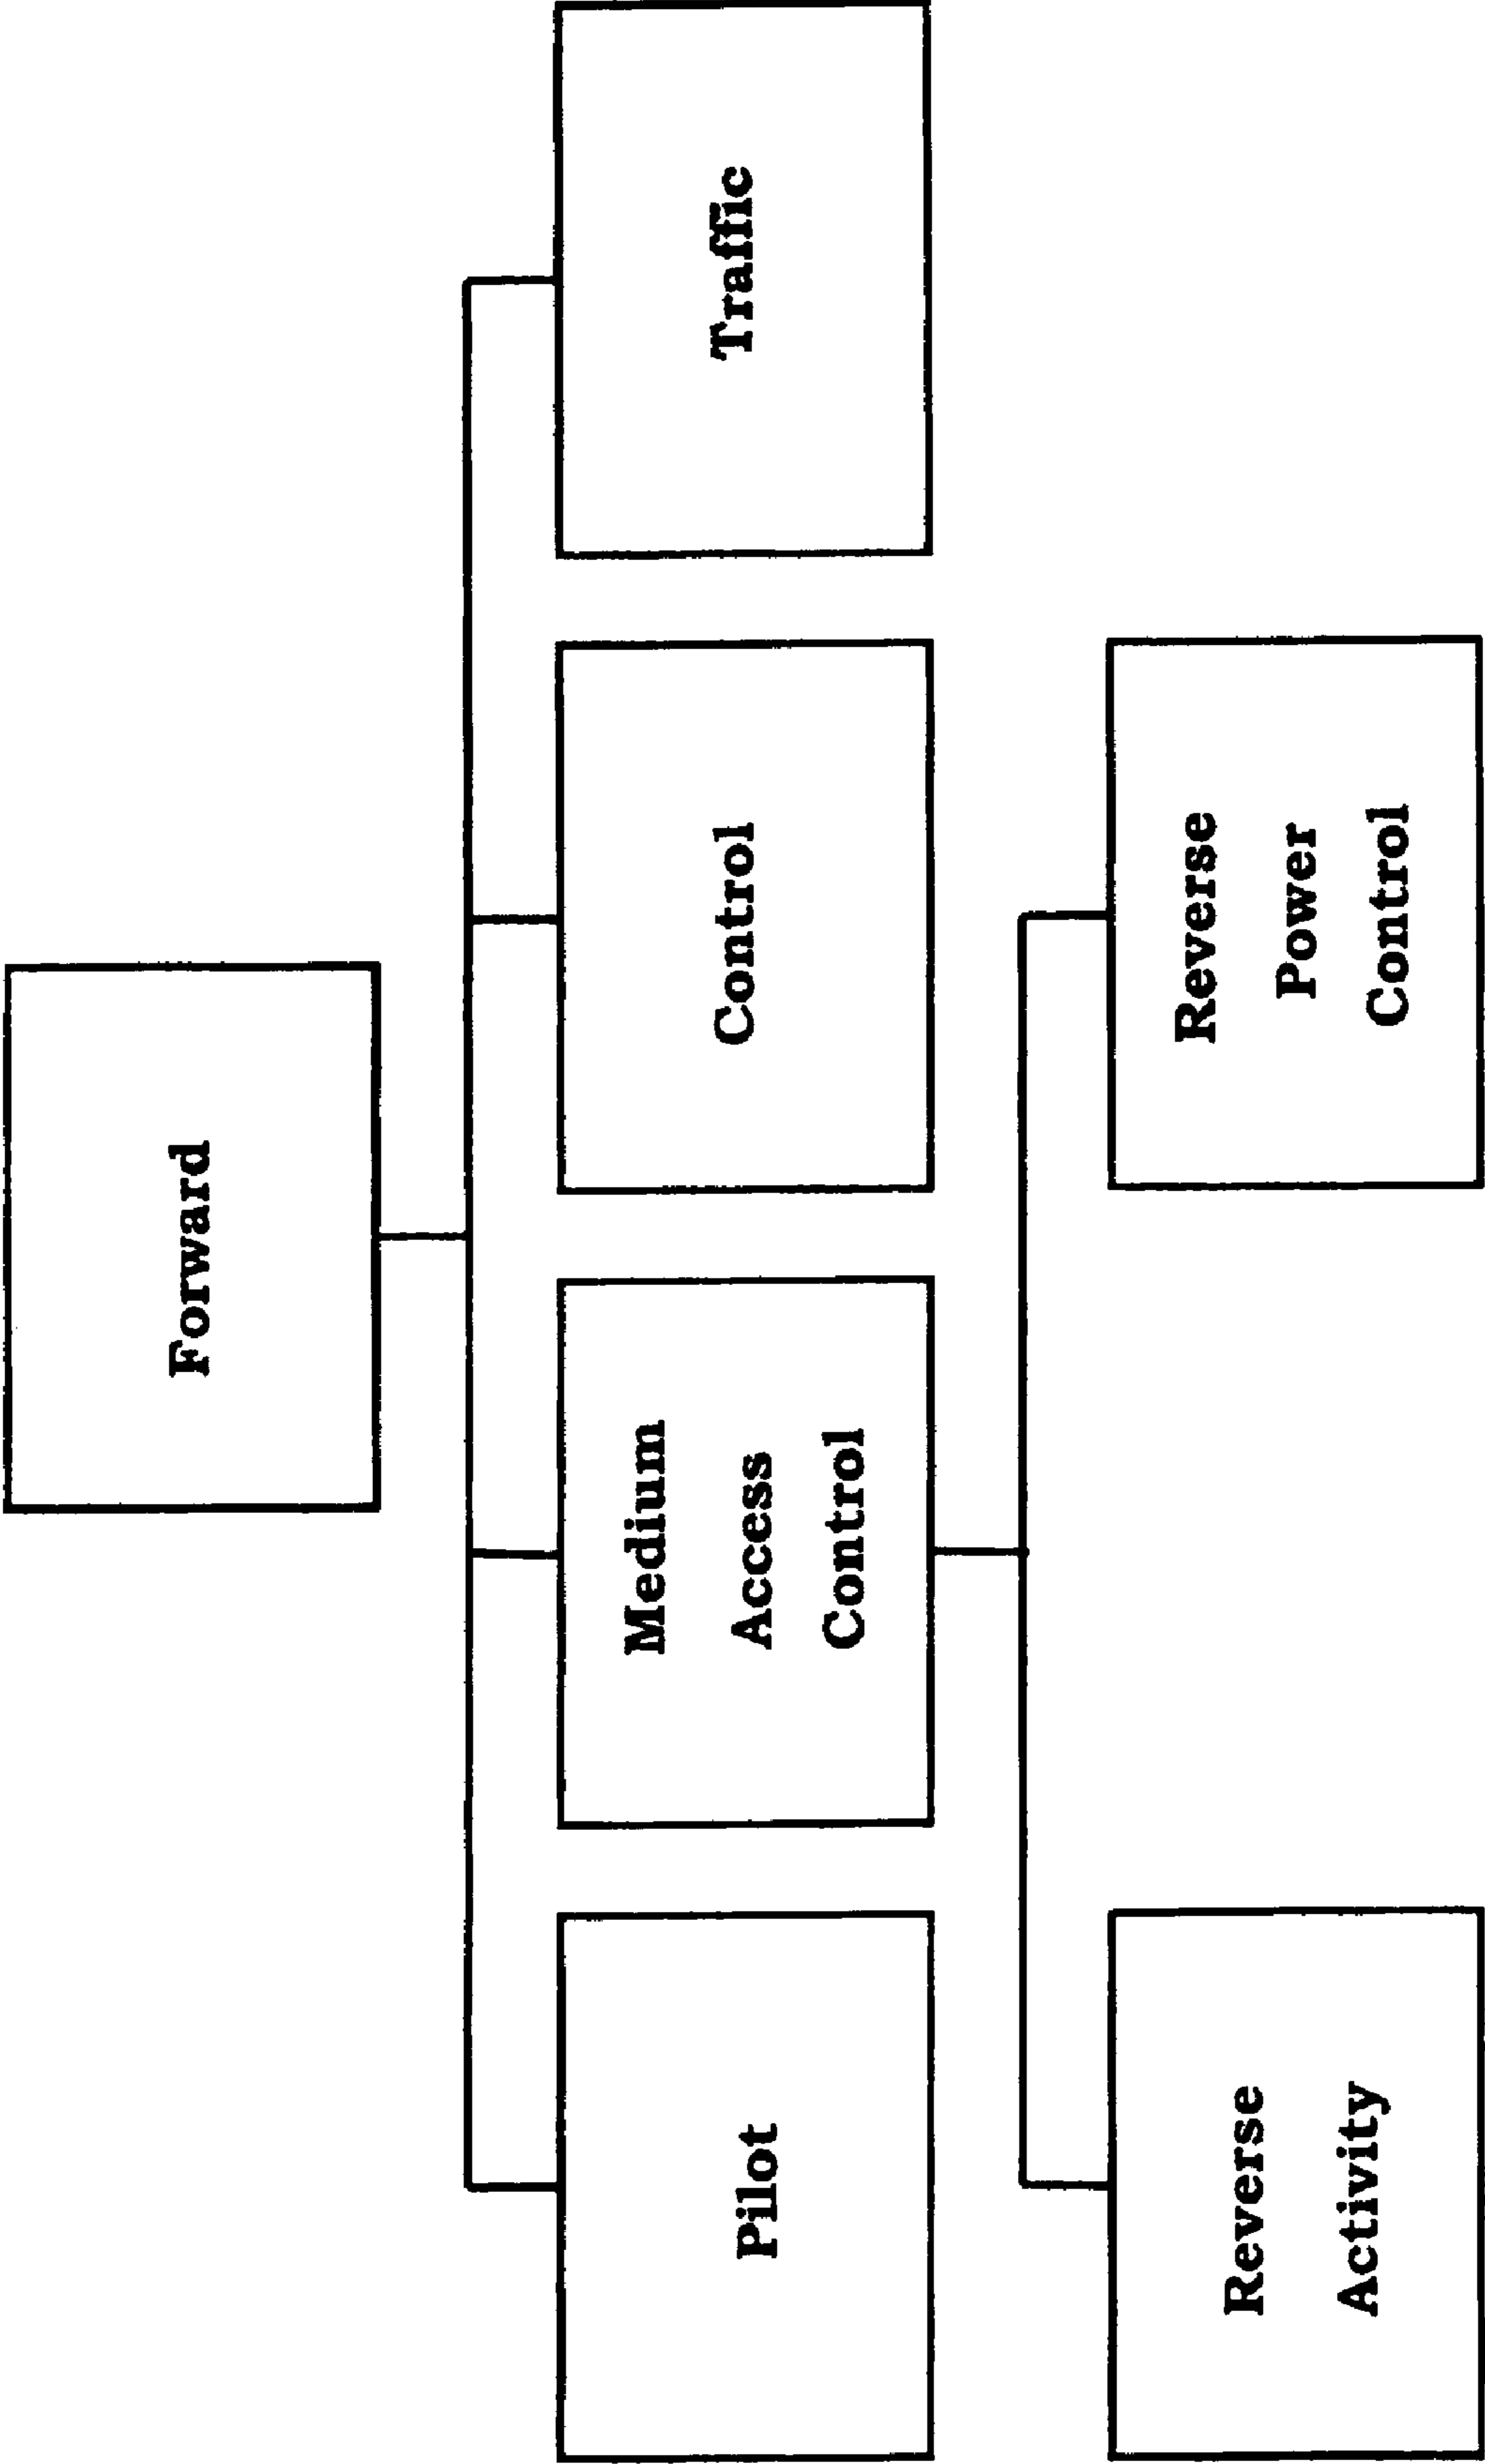 Forward
Pilot
Medium
Access
Control
Control
Traffic
Reverse
Activity
Reverse
Power
Control